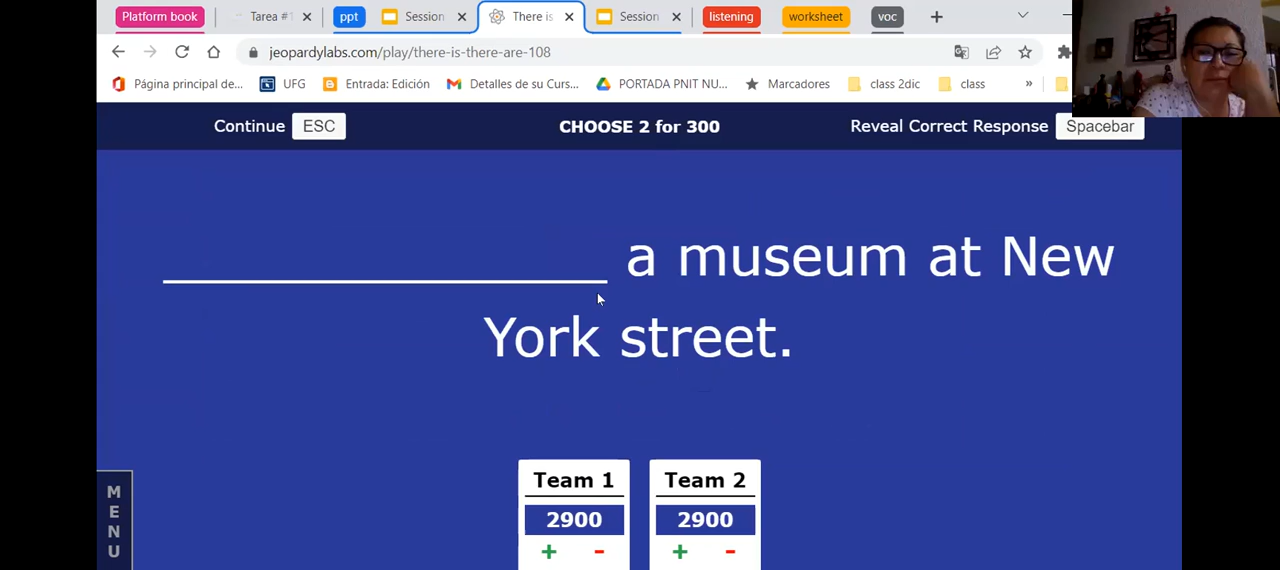 Platform book Tarea #1 ppt Session There is Session listening worksheet voc
jeopardylabs.com/play/there-is-there-are-108
Página principal de... UFG Entrada: Edición Detalles de su Curs... PORTADA PNIT NU... Marcadores class 2dic class »
Continue ESC CHOOSE 2 for 300 Reveal Correct Response Spacebar
_________________ a museum at New
York street.
Team 1 Team 2
2900 2900
+ - + -
MENU